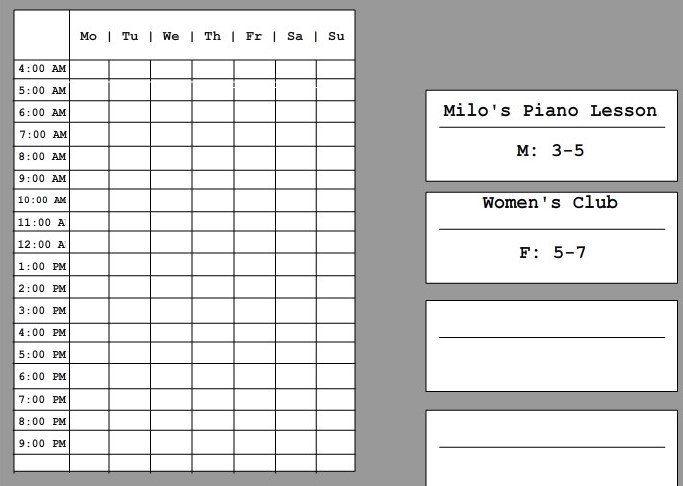 Mo | Tu | We | Th | Fr | Sa | Su
4:00 AM
5:00 AM
6:00 AM
7:00 AM
8:00 AM
9:00 AM
10:00 AM
11:00 A
12:00 A
1:00 PM
2:00 PM
3:00 PM
4:00 PM
5:00 PM
6:00 PM
7:00 PM
8:00 PM
9:00 PM
Milo's Piano Lesson
M: 3-5
Women's Club
F: 5-7